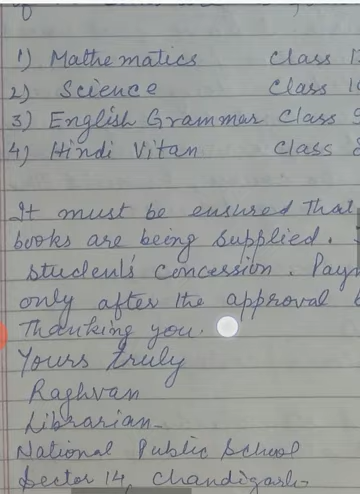 1) Mathematics Class
2) Science Class
3) English Grammar Class
4) Hindi Vitan Class
It must be ensured that
books are being supplied.
student's concession.
only after the approval
Thanking you.
Yours truly
Raghvan
Librarian
National Public School
Sector 14, Chandigarh